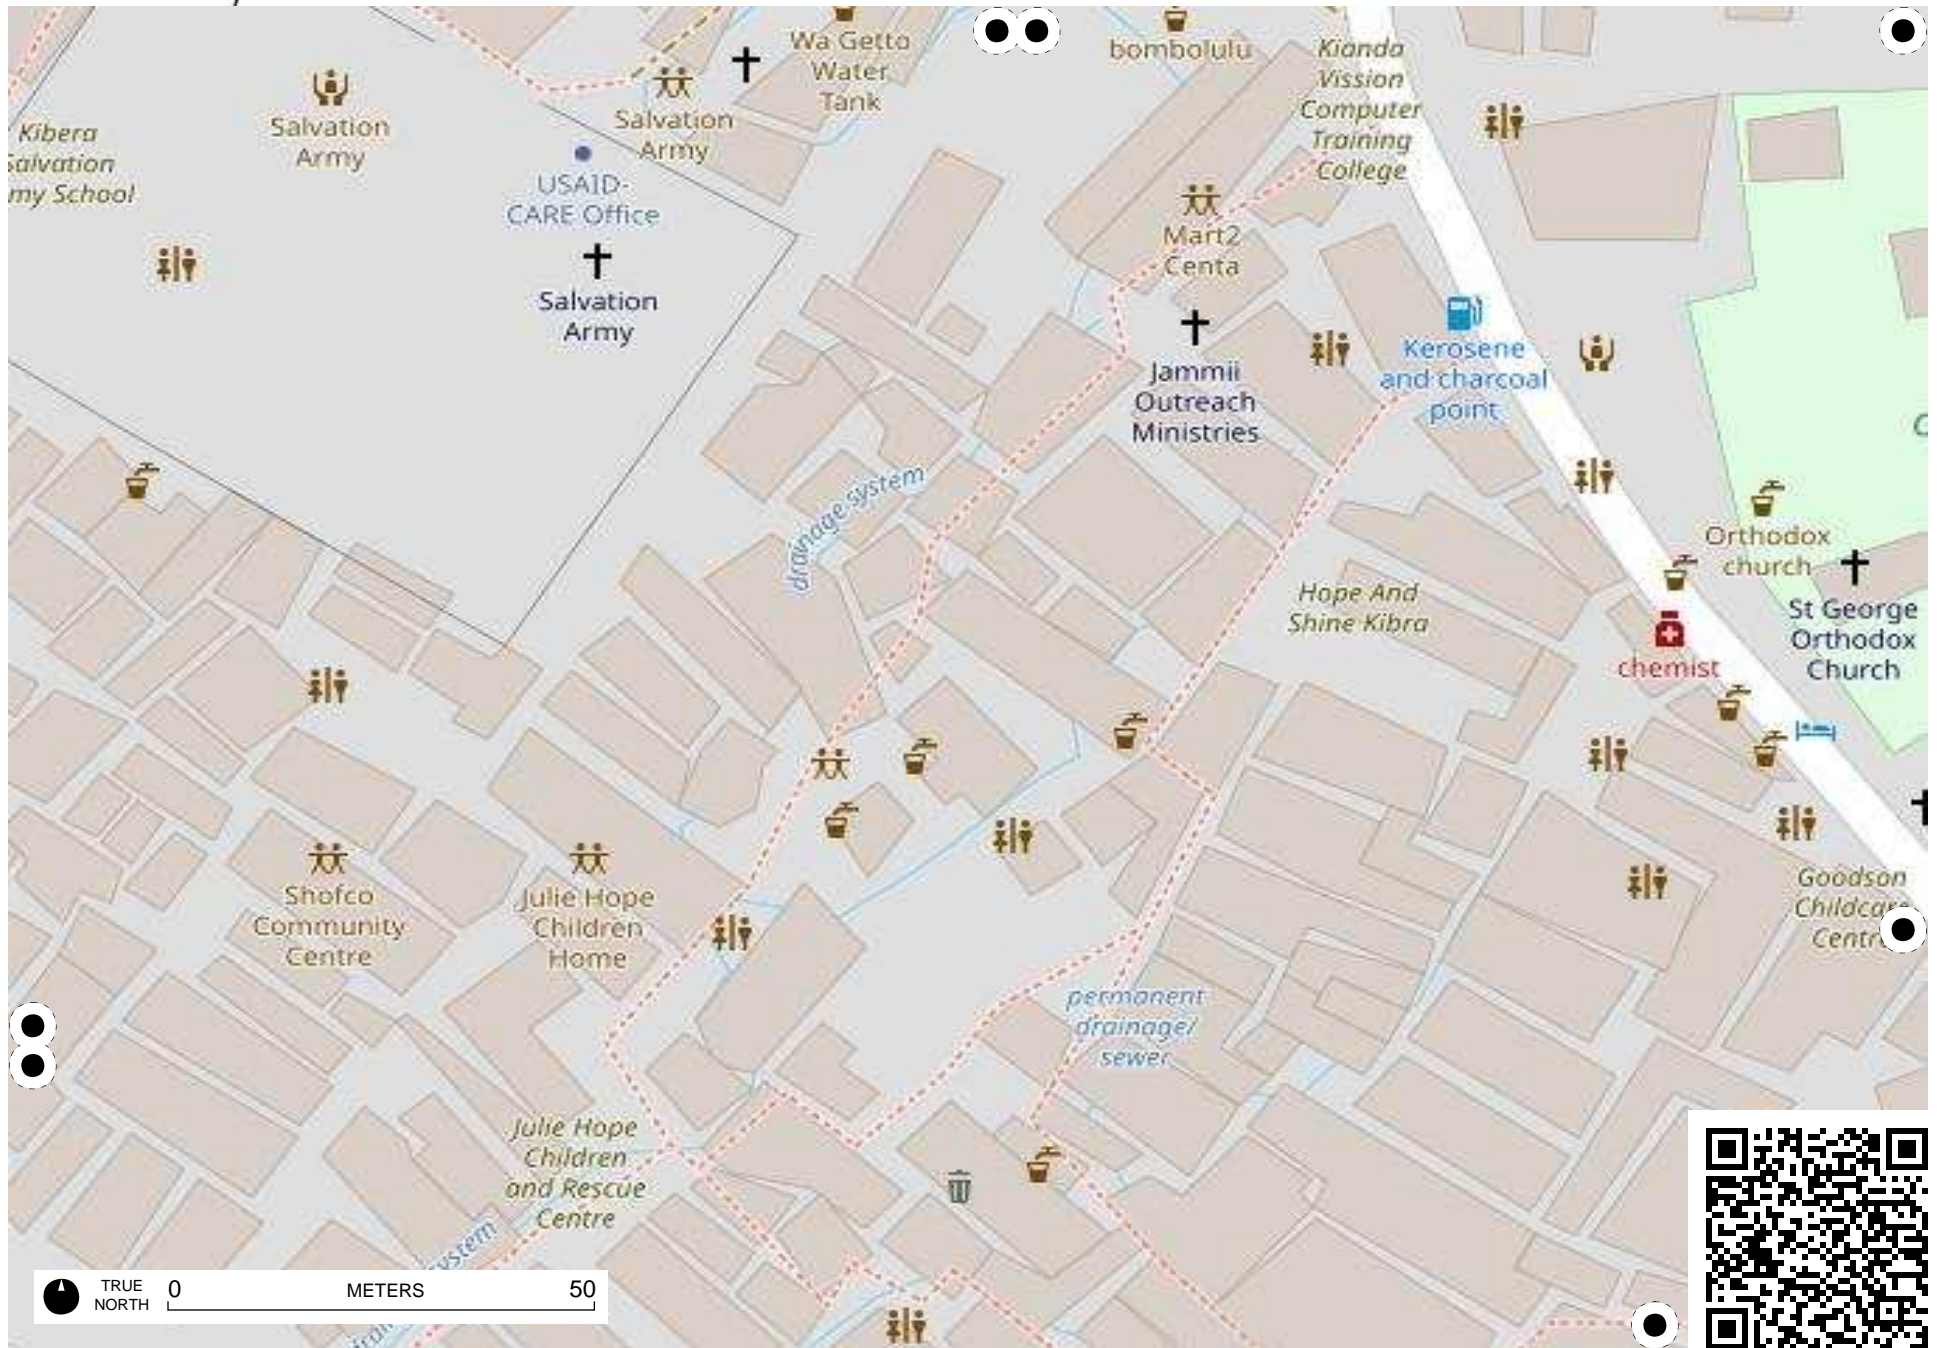 Wa Getto
Water
Tank
bombolulu
Kianda
Vission
Computer
Training
College
Salvation
Army
Salvation
Army
Kibera
Salvation
my School
USAID-
CARE Office
Salvation
Army
Mart2
Centa
Jammii
Outreach
Ministries
Kerosene
and charcoal
point
drainage system
Orthodox
church
Hope And
Shine Kibra
St George
Orthodox
Church
chemist
Shofco
Community
Centre
Julie Hope
Children
Home
Goodson
Childcare
Centre
permanent
drainage/
sewer
Julie Hope
Children
and Rescue
Centre
system
TRUE
NORTH
0 METERS 50